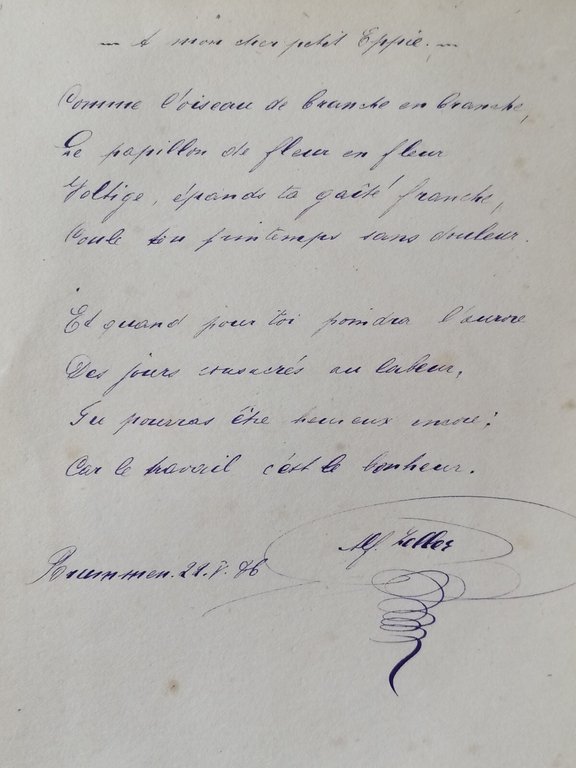 ~ A mon cher petit Eppie. ~
Comme l'oiseau de branche en branche,
Le papillon de fleur en fleur
Voltige, épands ta gaîté franche,
Coule ton printemps sans douleur.
Et quand pour toi poindra l'aurore
Des jours consacrés au labeur,
Tu pourras être heureux encore;
Car le travail c'est le bonheur.
Alf. Zeller
Brummen. 21. V. 86